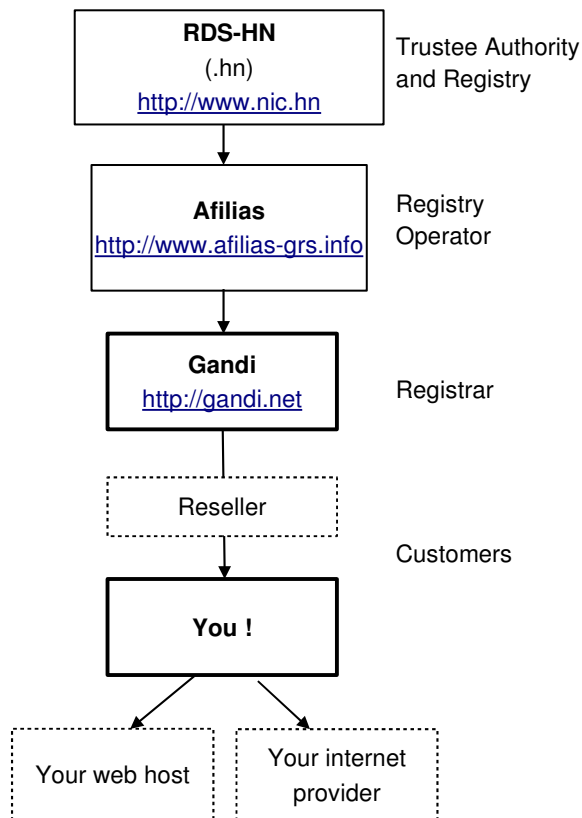 RDS-HN
(.hn)
http://www.nic.hn
Trustee Authority
and Registry
Afilias
http://www.afilias-grs.info
Registry
Operator
Gandi
http://gandi.net
Registrar
Reseller
Customers
You !
Your web host
Your internet
provider